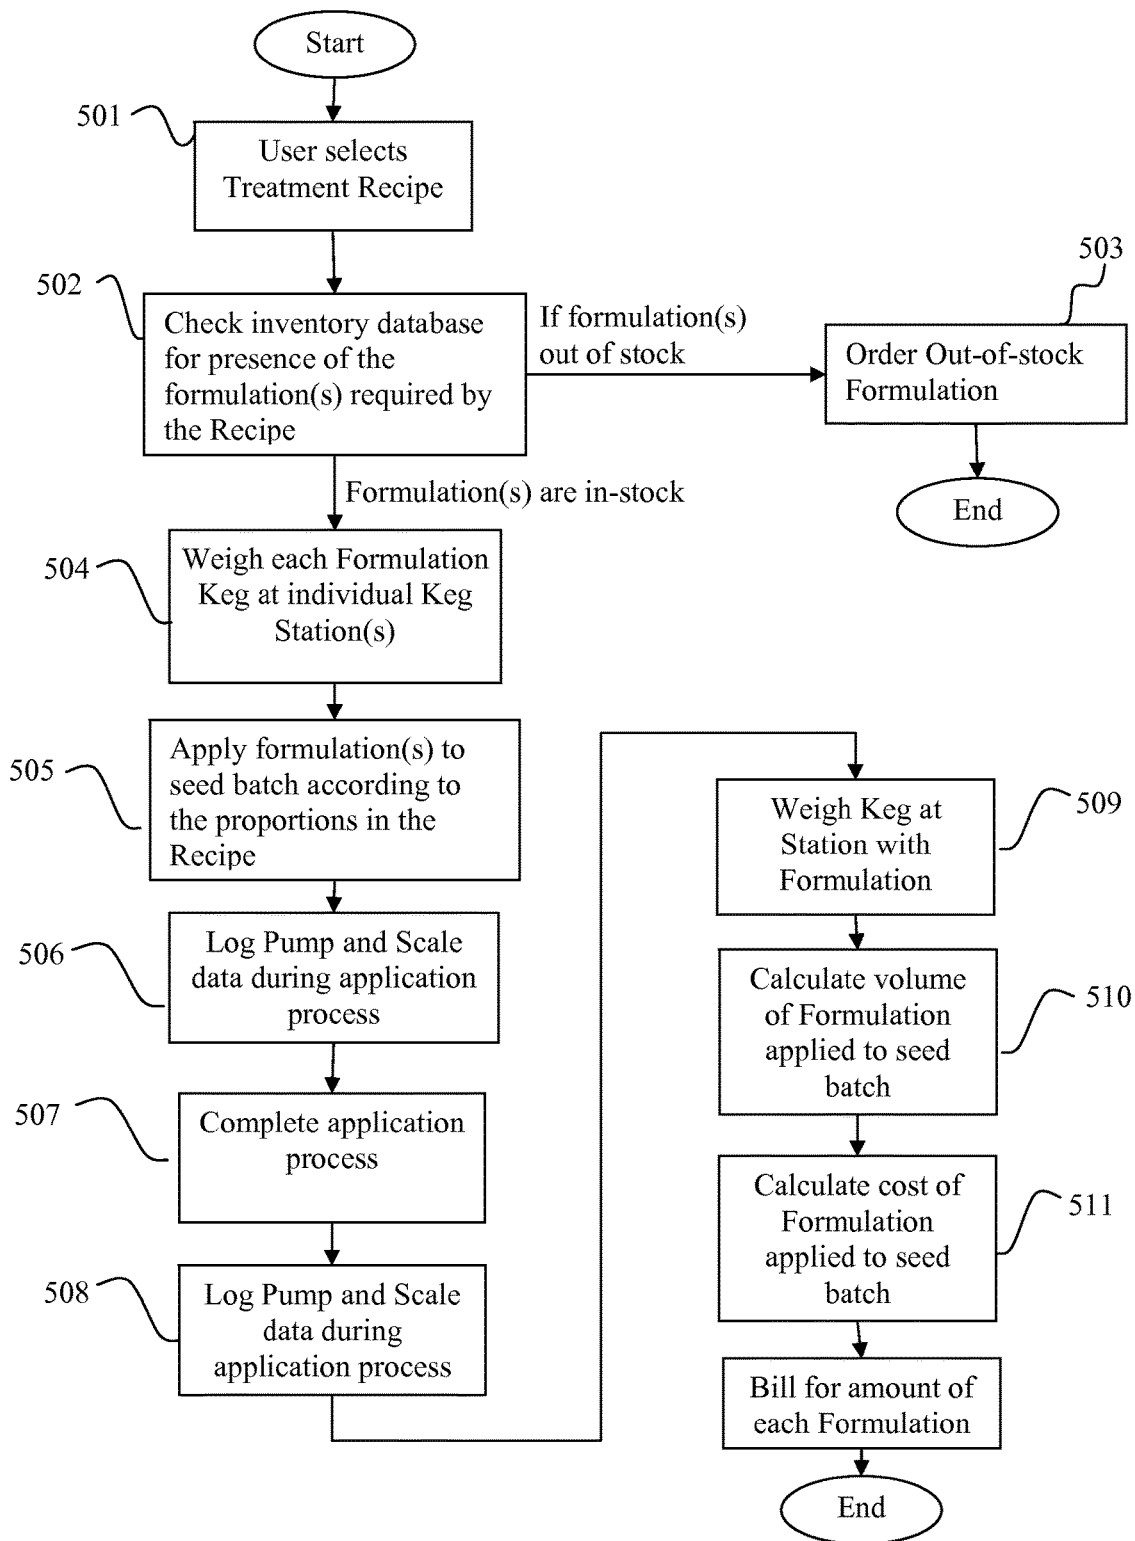 Start
501
User selects
Treatment Recipe
502
Check inventory database
for presence of the
formulation(s) required by
the Recipe
If formulation(s)
out of stock
503
Order Out-of-stock
Formulation
End
Formulation(s) are in-stock
504
Weigh each Formulation
Keg at individual Keg
Station(s)
505
Apply formulation(s) to
seed batch according to
the proportions in the
Recipe
506
Log Pump and Scale
data during application
process
507
Complete application
process
508
Log Pump and Scale
data during
application process
509
Weigh Keg at
Station with
Formulation
510
Calculate volume
of Formulation
applied to seed
batch
511
Calculate cost of
Formulation
applied to seed
batch
Bill for amount of
each Formulation
End